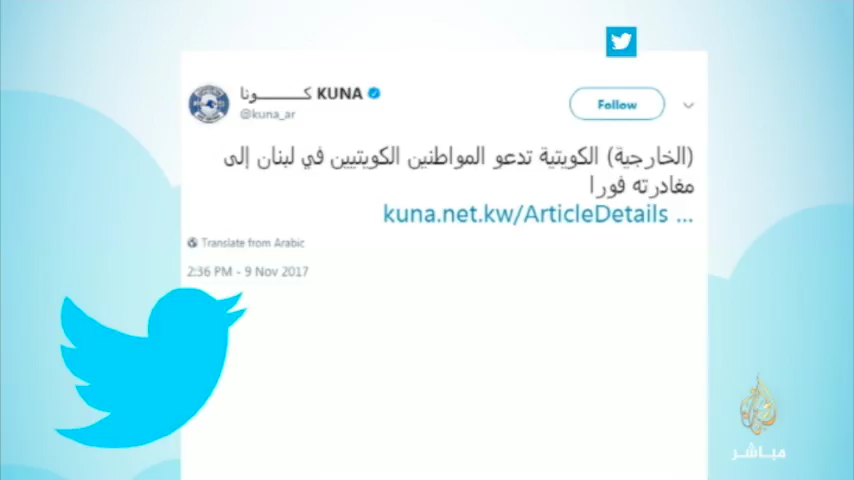 كـــــــونا KUNA
@kuna_ar
Follow
(الخارجية) الكويتية تدعو المواطنين الكويتيين في لبنان إلى
مغادرته فورا
kuna.net.kw/ArticleDetails ...
Translate from Arabic
2:36 PM - 9 Nov 2017
مباشر